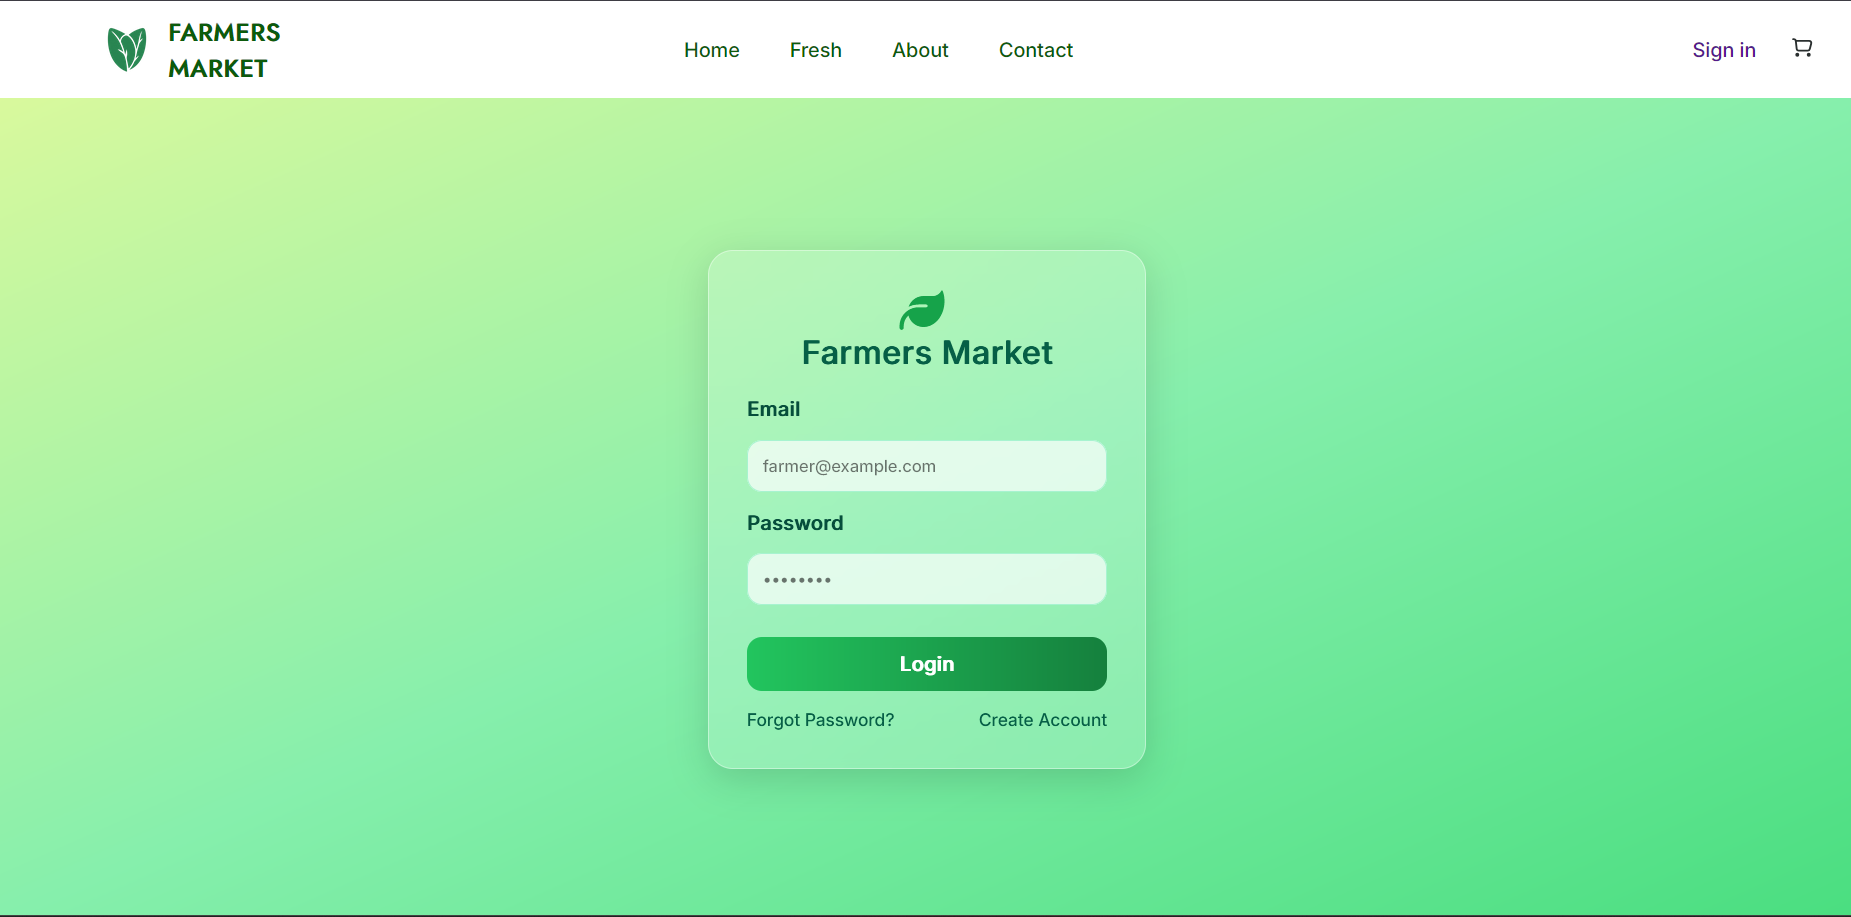 FARMERS
MARKET
Home Fresh About Contact
Sign in
Farmers Market
Email
farmer@example.com
Password
••••••••
Login
Forgot Password? Create Account